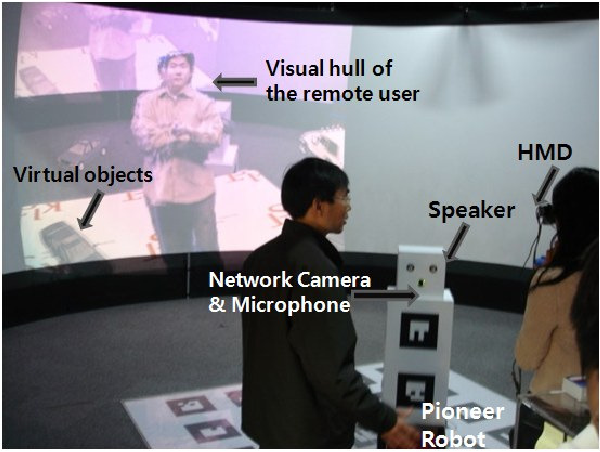 Visual hull of
the remote user
HMD
Virtual objects
Speaker
Network Camera
& Microphone
Pioneer
Robot